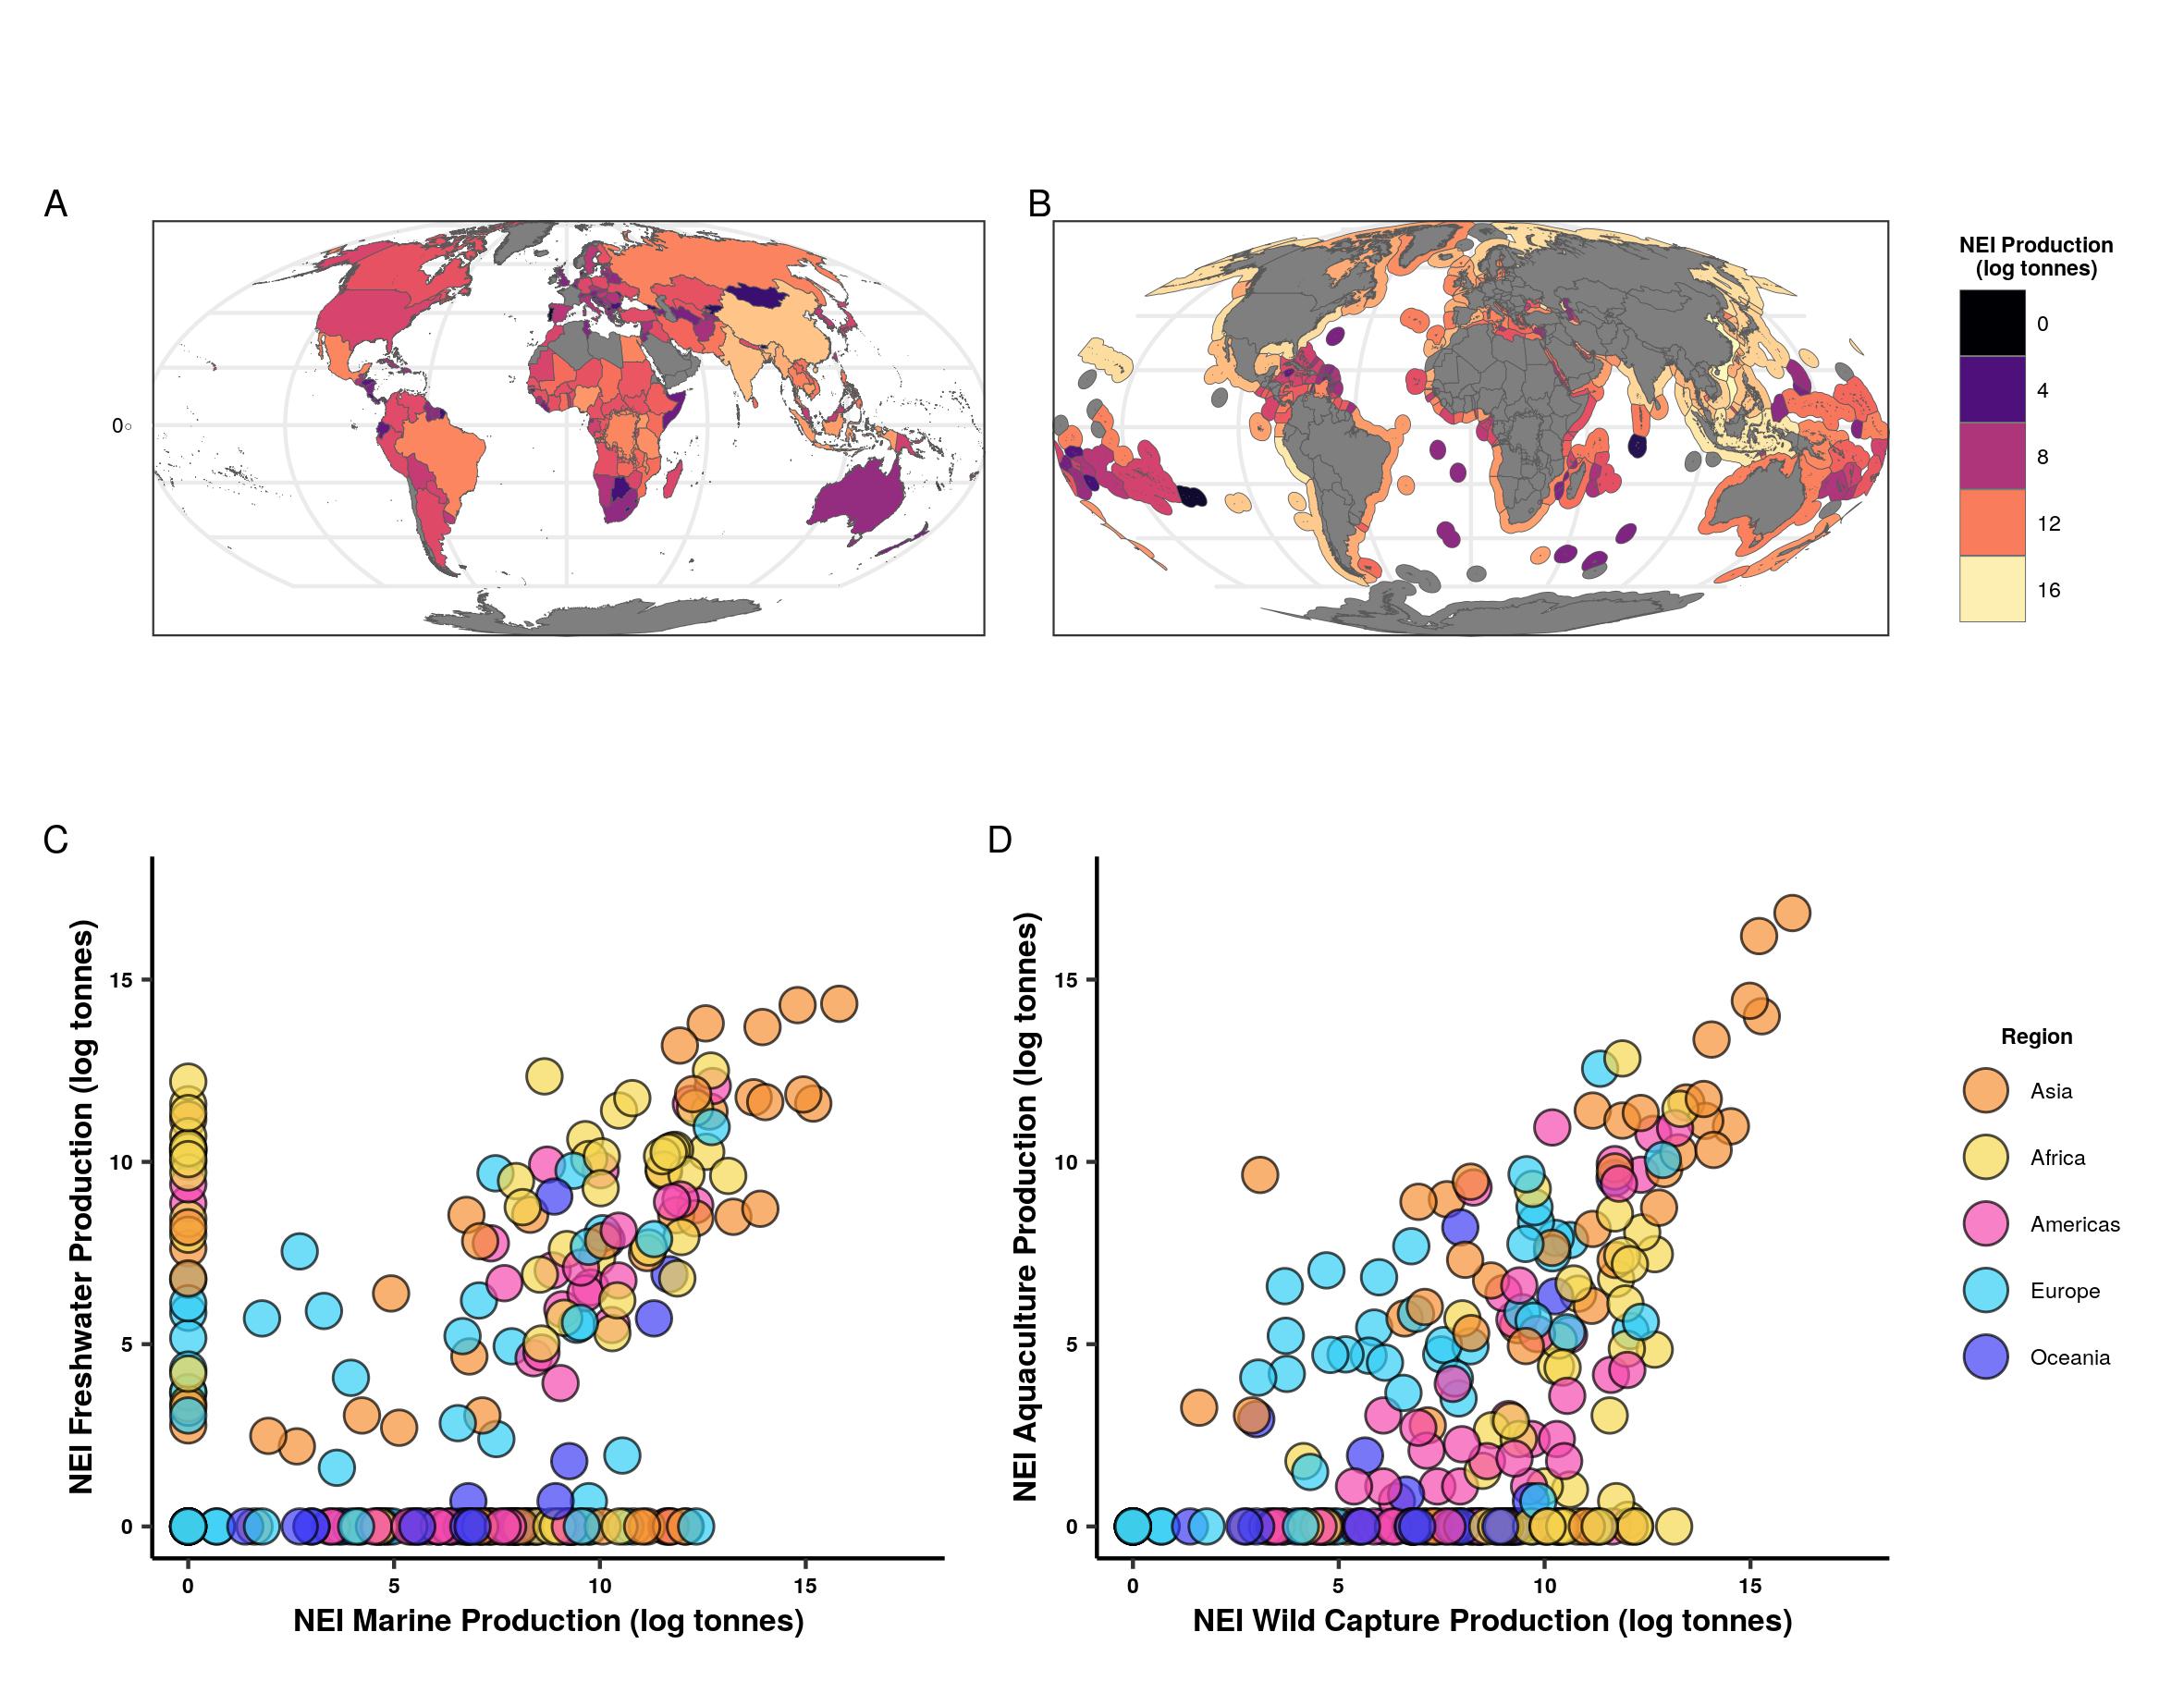 A
B
0°
NEI Production
(log tonnes)
0
4
8
12
16
C
NEI Freshwater Production (log tonnes)
15
10
5
0
0
5
10
15
NEI Marine Production (log tonnes)
D
NEI Aquaculture Production (log tonnes)
15
10
5
0
0
5
10
15
NEI Wild Capture Production (log tonnes)
Region
Asia
Africa
Americas
Europe
Oceania